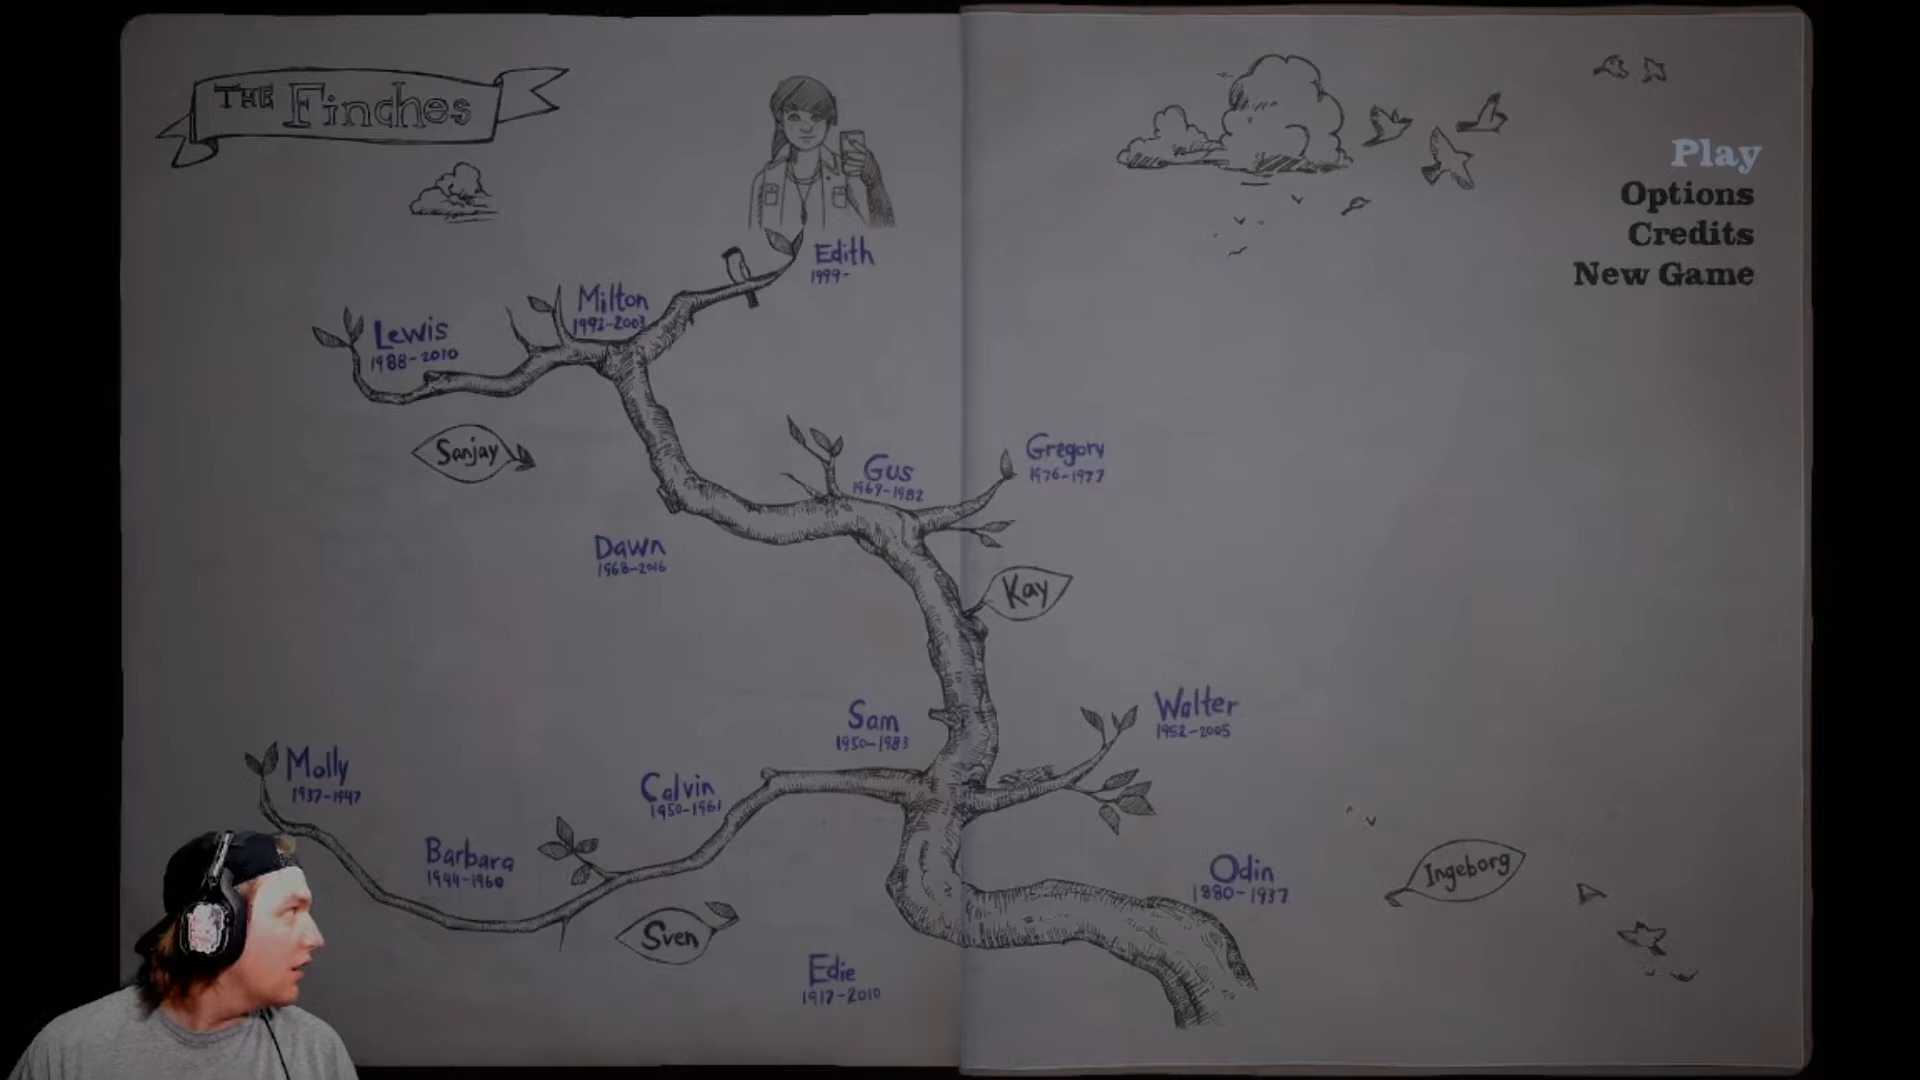 THE Finches
Play
Options
Credits
New Game
Edith
1999-
Milton
1992-2003
Lewis
1988-2010
Sanjay
Gus
1969-1982
Gregory
1976-1977
Dawn
1968-2016
Kay
Sam
1950-1983
Walter
1952-2005
Molly
1937-1947
Calvin
1950-1961
Barbara
1944-1960
Sven
Odin
1880-1937
Ingeborg
Edie
1917-2010